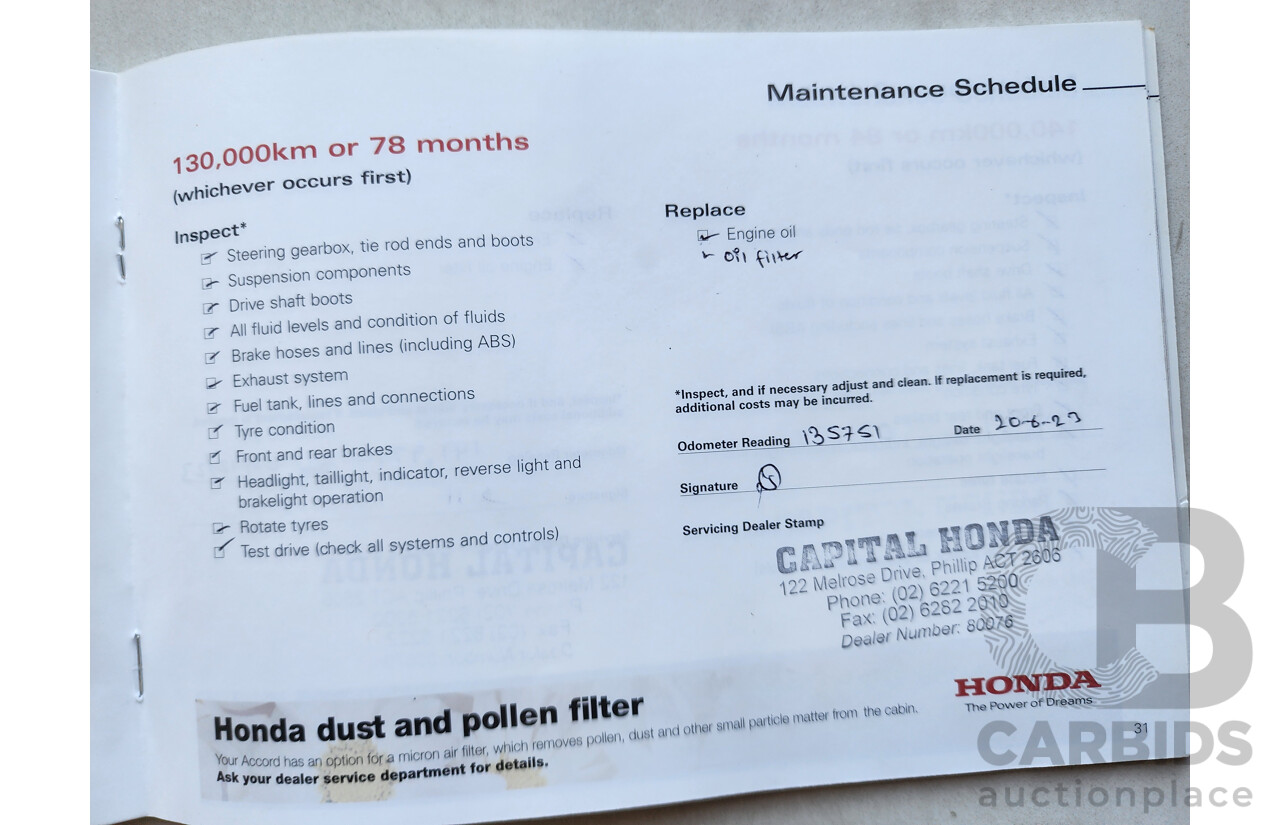 Maintenance Schedule
130,000km or 78 months
(whichever occurs first)
Inspect*
Steering gearbox, tie rod ends and boots
Suspension components
Drive shaft boots
All fluid levels and condition of fluids
Brake hoses and lines (including ABS)
Exhaust system
Fuel tank, lines and connections
Tyre condition
Front and rear brakes
Headlight, taillight, indicator, reverse light and
brakelight operation
Rotate tyres
Test drive (check all systems and controls)
Replace
Engine oil
oil filter
*Inspect, and if necessary adjust and clean. If replacement is required,
additional costs may be incurred.
Odometer Reading 135751 Date 20-6-23
Signature
Servicing Dealer Stamp
CAPITAL HONDA
122 Melrose Drive, Phillip ACT 2606
Phone: (02) 6221 5200
Fax: (02) 6282 2010
Dealer Number: 80076
Honda dust and pollen filter
Your Accord has an option for a micron air filter, which removes pollen, dust and other small particle matter from the cabin.
Ask your dealer service department for details.
HONDA
The Power of Dreams
31
CB
CARBIDS
auctionplace